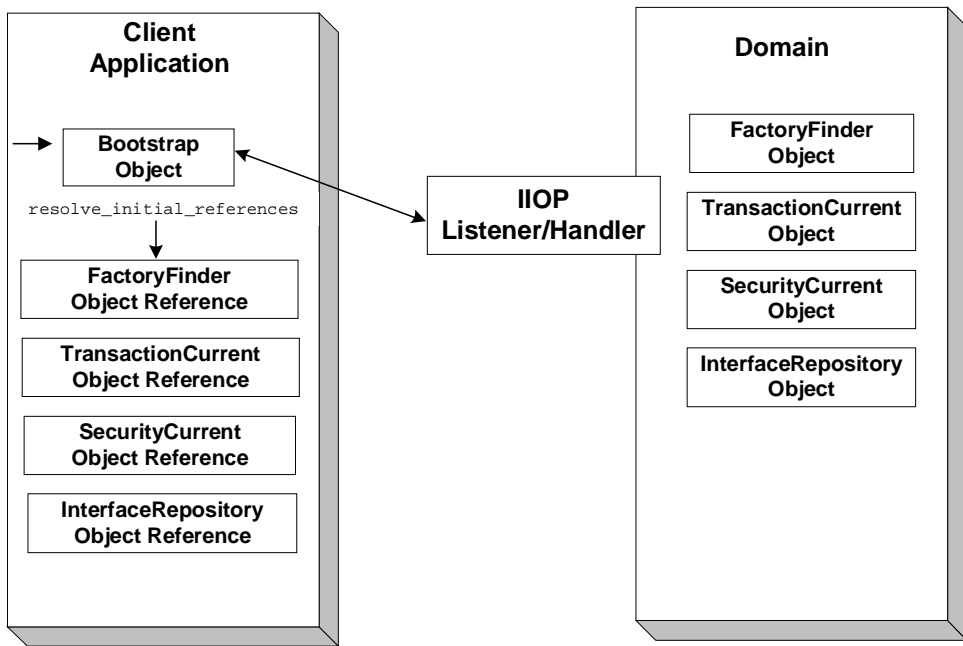 Client
Application
Bootstrap
Object
resolve_initial_references
FactoryFinder
Object Reference
TransactionCurrent
Object Reference
SecurityCurrent
Object Reference
InterfaceRepository
Object Reference
IIOP
Listener/Handler
Domain
FactoryFinder
Object
TransactionCurrent
Object
SecurityCurrent
Object
InterfaceRepository
Object